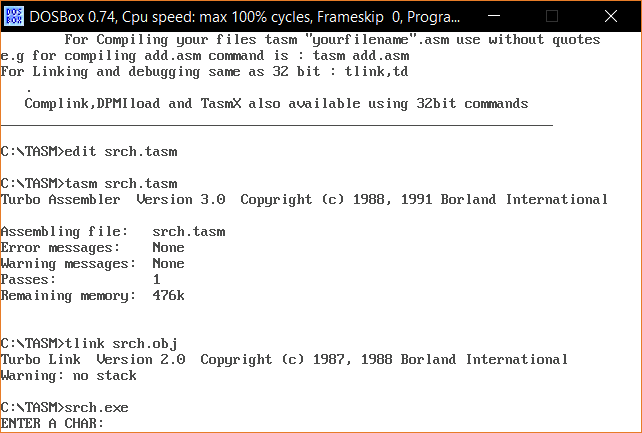 DOS BOX DOSBox 0.74, Cpu speed: max 100% cycles, Frameskip 0, Progra...
For Compiling your files tasm "yourfilename".asm use without quotes
e.g for compiling add.asm command is : tasm add.asm
For Linking and debugging same as 32 bit : tlink,td
.
Complink,DPMIload and TasmX also available using 32bit commands
C:\TASM>edit srch.tasm
C:\TASM>tasm srch.tasm
Turbo Assembler  Version 3.0  Copyright (c) 1988, 1991 Borland International
Assembling file:   srch.tasm
Error messages:    None
Warning messages:  None
Passes:            1
Remaining memory:  476k
C:\TASM>tlink srch.obj
Turbo Link  Version 2.0  Copyright (c) 1987, 1988 Borland International
Warning: no stack
C:\TASM>srch.exe
ENTER A CHAR: